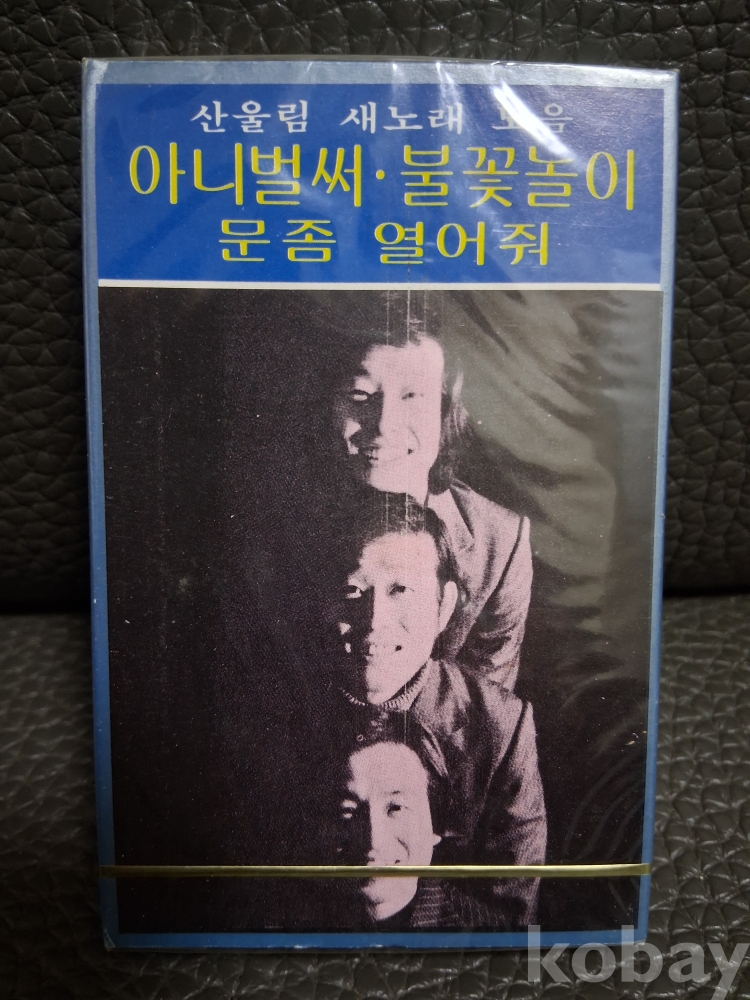 산울림 새노래 모음
아니벌써·불꽃놀이
문좀 열어줘
kobay